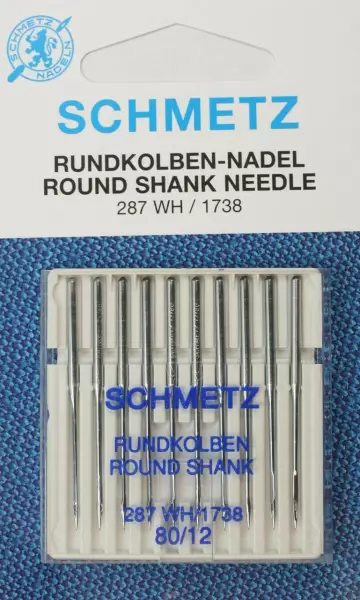 SCHMETZ
NADELN
SCHMETZ
RUNDKOLBEN-NADEL
ROUND SHANK NEEDLE
287 WH / 1738
SCHMETZ
RUNDKOLBEN
ROUND SHANK
287 WH/1738
80/12